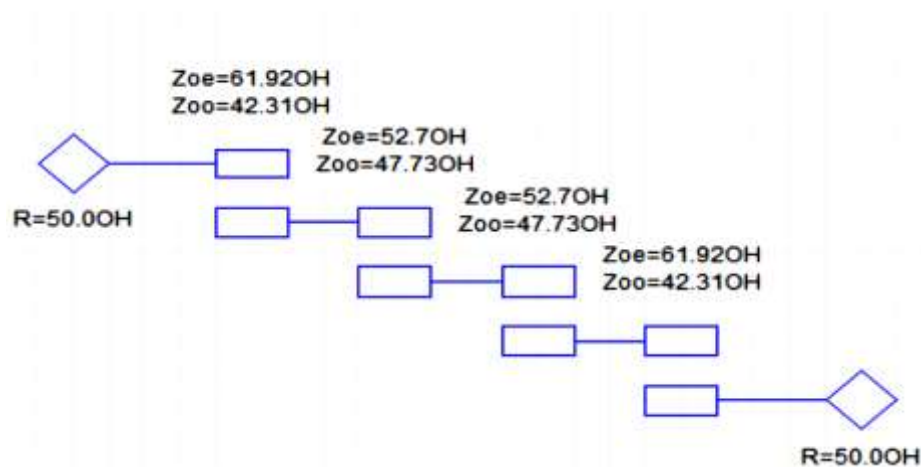 Zoe=61.92OH
Zoo=42.31OH
Zoe=52.7OH
Zoo=47.73OH
R=50.0OH
Zoe=52.7OH
Zoo=47.73OH
Zoe=61.92OH
Zoo=42.31OH
R=50.0OH